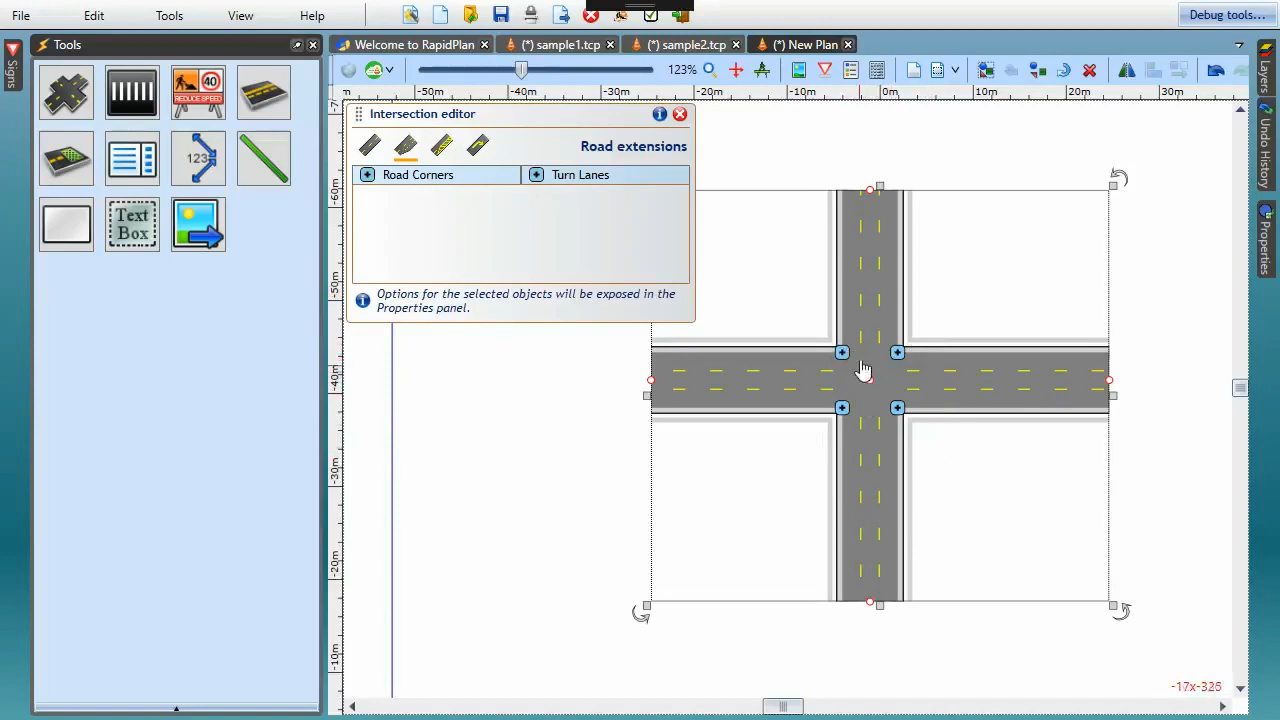 File Edit Tools View Help Debug tools...
Tools
Welcome to RapidPlan (*) sample1.tcp (*) sample2.tcp (*) New Plan
123%
-50m -40m -30m -20m -10m 10m 30m
Signs
Layers
Undo History
Properties
40
REDUCE SPEED
123
Text
Box
Intersection editor
Road extensions
Road Corners Turn Lanes
Options for the selected objects will be exposed in the
Properties panel.
-60m
-50m
-40m
-30m
-20m
-10m
-17x-326